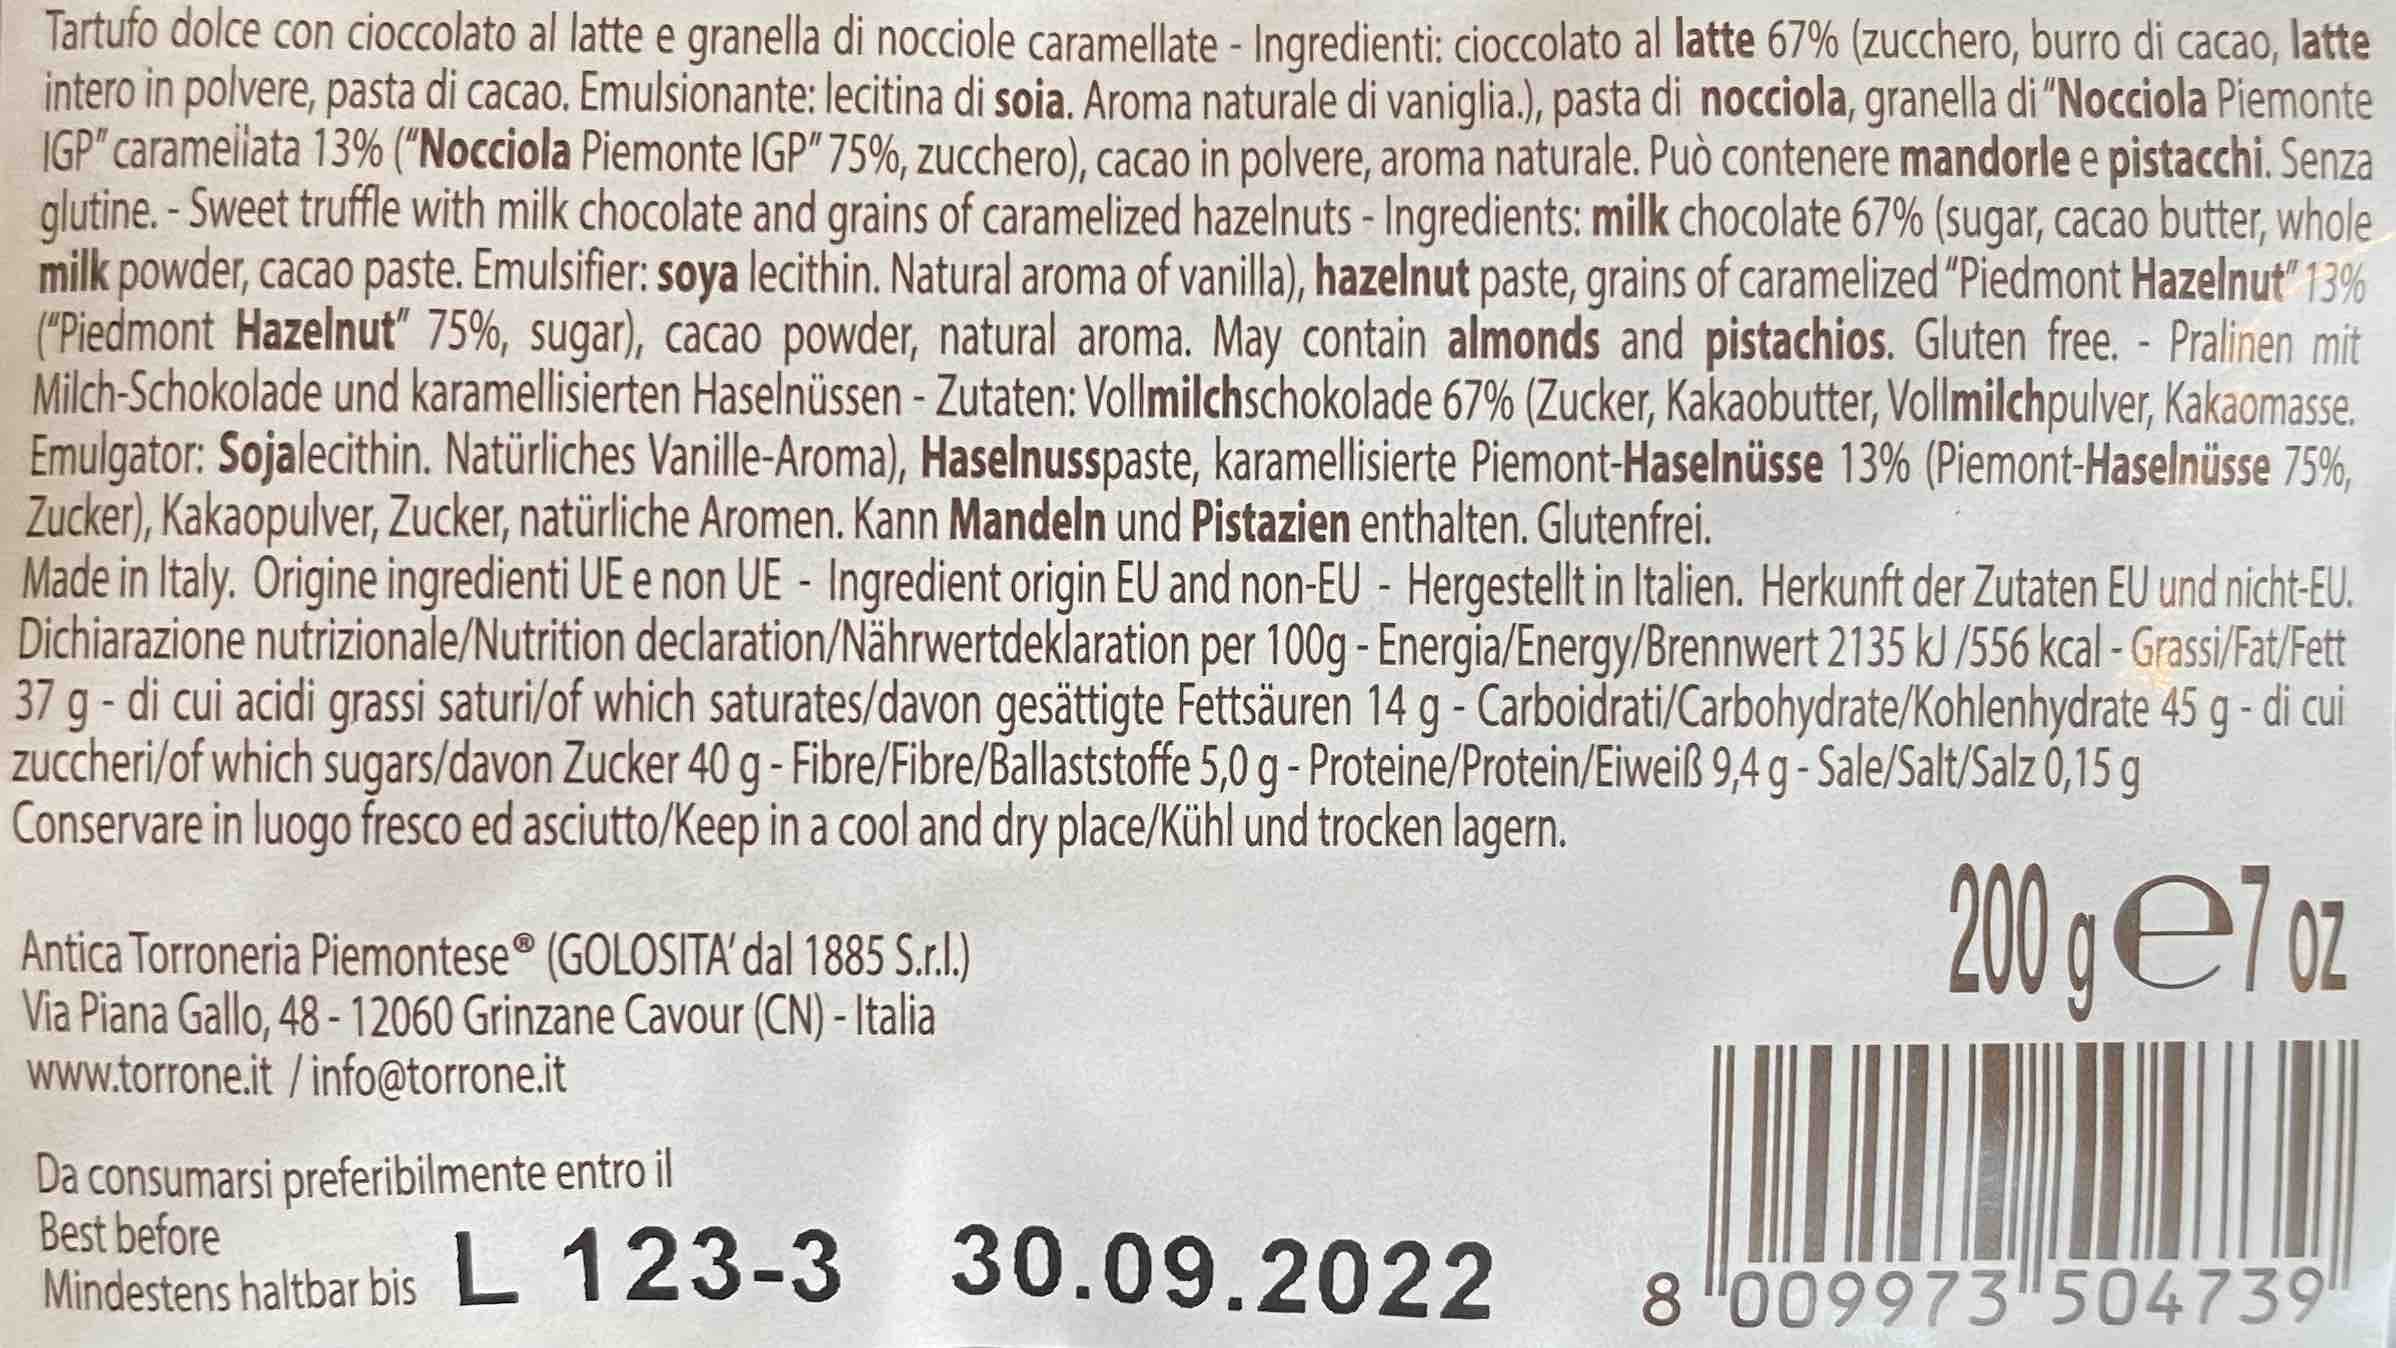 Tartufo dolce con cioccolato al latte e granella di nocciole caramellate - Ingredienti: cioccolato al latte 67% (zucchero, burro di cacao, latte
intero in polvere, pasta di cacao. Emulsionante: lecitina di soia. Aroma naturale di vaniglia.), pasta di nocciola, granella di "Nocciola Piemonte
IGP" caramellata 13% ("Nocciola Piemonte IGP" 75%, zucchero), cacao in polvere, aroma naturale. Può contenere mandorle e pistacchi. Senza
glutine. - Sweet truffle with milk chocolate and grains of caramelized hazelnuts - Ingredients: milk chocolate 67% (sugar, cacao butter, whole
milk powder, cacao paste. Emulsifier: soya lecithin. Natural aroma of vanilla), hazelnut paste, grains of caramelized "Piedmont Hazelnut" 13%
("Piedmont Hazelnut" 75%, sugar), cacao powder, natural aroma. May contain almonds and pistachios. Gluten free. - Pralinen mit
Milch-Schokolade und karamellisierten Haselnüssen - Zutaten: Vollmilchschokolade 67% (Zucker, Kakaobutter, Vollmilchpulver, Kakaomasse.
Emulgator: Sojalecithin. Natürliches Vanille-Aroma), Haselnusspaste, karamellisierte Piemont-Haselnüsse 13% (Piemont-Haselnüsse 75%,
Zucker), Kakaopulver, Zucker, natürliche Aromen. Kann Mandeln und Pistazien enthalten. Glutenfrei.
Made in Italy. Origine ingredienti UE e non UE - Ingredient origin EU and non-EU - Hergestellt in Italien. Herkunft der Zutaten EU und nicht-EU.
Dichiarazione nutrizionale/Nutrition declaration/Nährwertdeklaration per 100g - Energia/Energy/Brennwert 2135 kJ /556 kcal - Grassi/Fat/Fett
37 g - di cui acidi grassi saturi/of which saturates/davon gesättigte Fettsäuren 14 g - Carboidrati/Carbohydrate/Kohlenhydrate 45 g - di cui
zuccheri/of which sugars/davon Zucker 40 g - Fibre/Fibre/Ballaststoffe 5,0 g - Proteine/Protein/Eiweiß 9,4 g - Sale/Salt/Salz 0,15 g
Conservare in luogo fresco ed asciutto/Keep in a cool and dry place/Kühl und trocken lagern.
200 g e 7 oz
Antica Torroneria Piemontese® (GOLOSITA' dal 1885 S.r.l.)
Via Piana Gallo, 48 - 12060 Grinzane Cavour (CN) - Italia
www.torrone.it / info@torrone.it
Da consumarsi preferibilmente entro il
Best before
Mindestens haltbar bis
L 123-3 30.09.2022
8 009973 504739